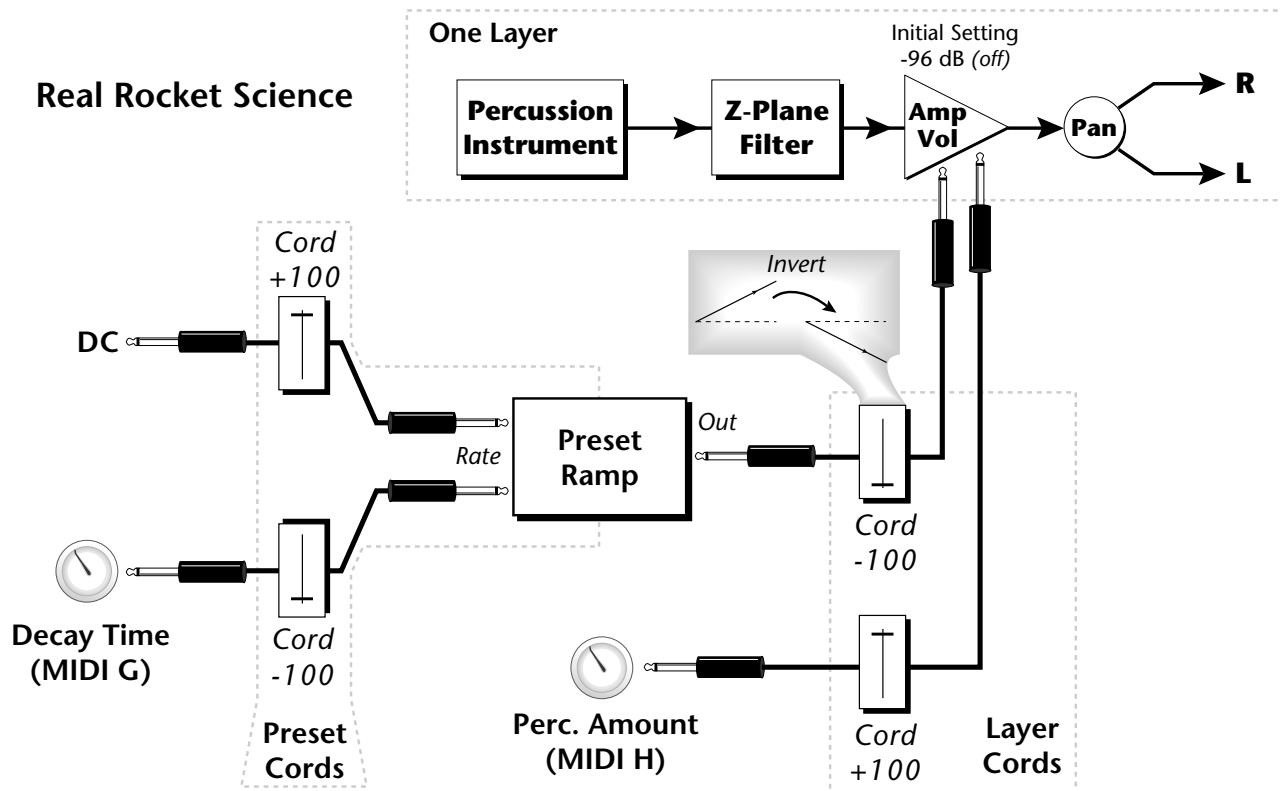 One Layer
Initial Setting
-96 dB (off)
Real Rocket Science
Percussion
Instrument
Z-Plane
Filter
Amp
Vol
Pan
R
L
Cord
+100
Invert
DC
Rate
Preset
Ramp
Out
Cord
-100
Decay Time
(MIDI G)
Cord
-100
Perc. Amount
(MIDI H)
Cord
+100
Preset
Cords
Layer
Cords